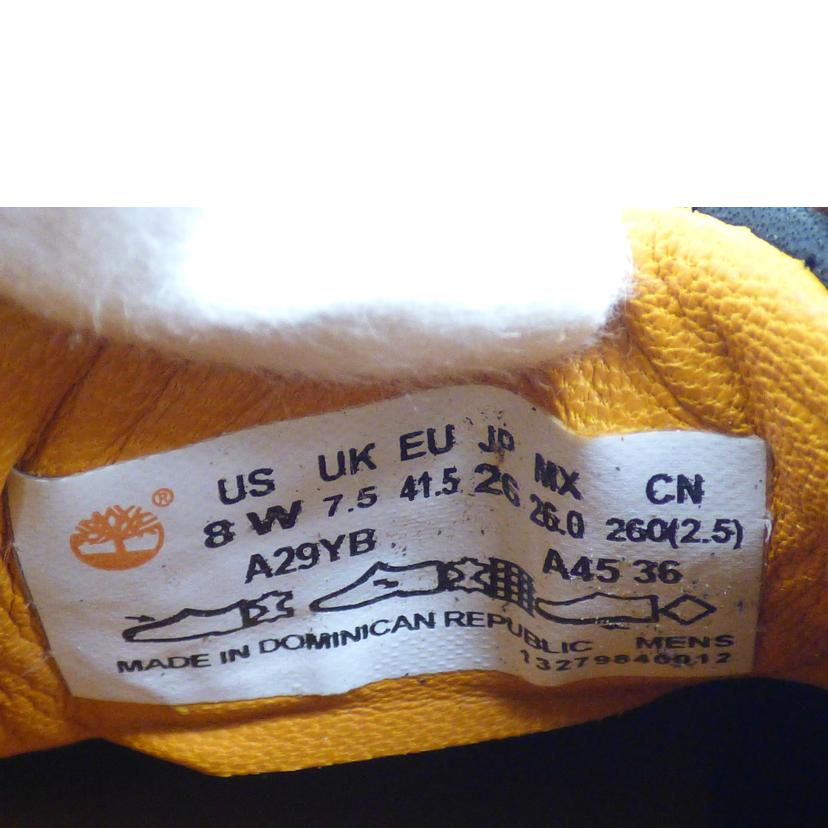 US UK EU JP MX CN
8 W 7.5 41.5 26 26.0 260(2.5)
A29YB A45 36
MADE IN DOMINICAN REPUBLIC MENS
®